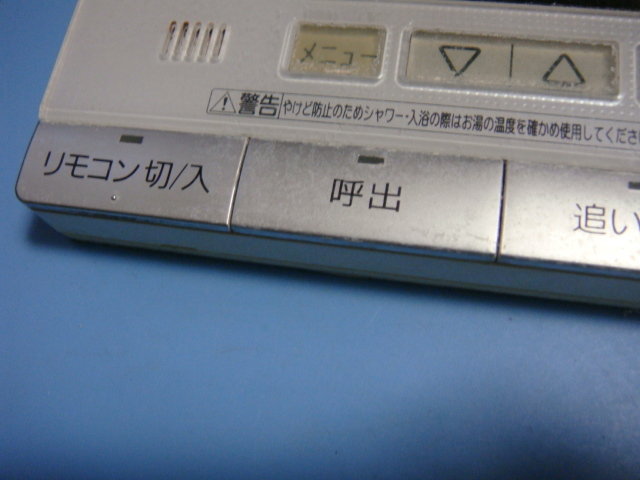 メニュー ▽ △
⚠警告 やけど防止のためシャワー・入浴の際はお湯の温度を確かめ使用してくださ
リモコン 切/入 呼出 追い